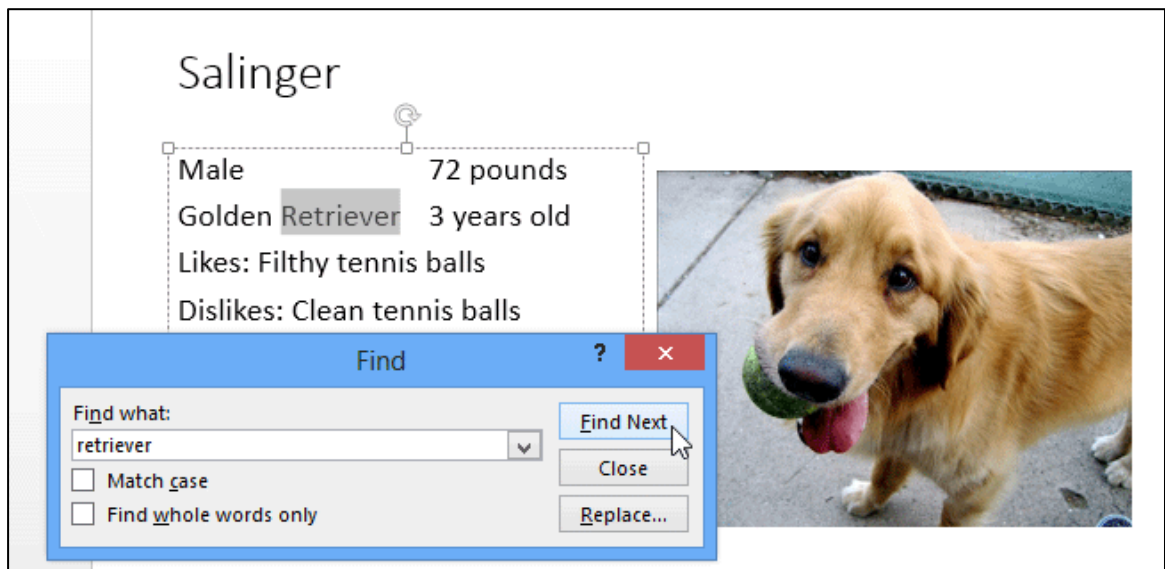 Salinger
Male 72 pounds
Golden Retriever 3 years old
Likes: Filthy tennis balls
Dislikes: Clean tennis balls
Find ?
Find what:
retriever
Find Next
Match case
Close
Find whole words only
Replace...